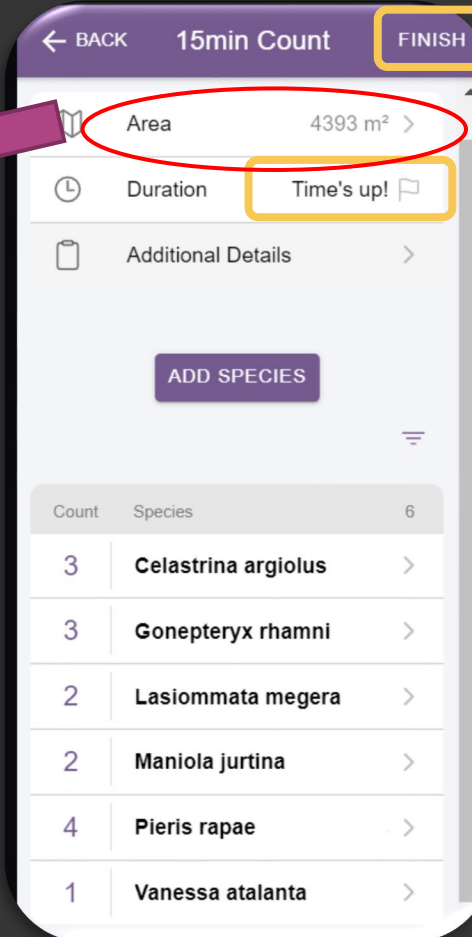 ← BACK 15min Count FINISH
Area 4393 m² >
Duration Time's up!
Additional Details >
ADD SPECIES
Count Species 6
3 Celastrina argiolus >
3 Gonepteryx rhamni >
2 Lasiommata megera >
2 Maniola jurtina >
4 Pieris rapae >
1 Vanessa atalanta >